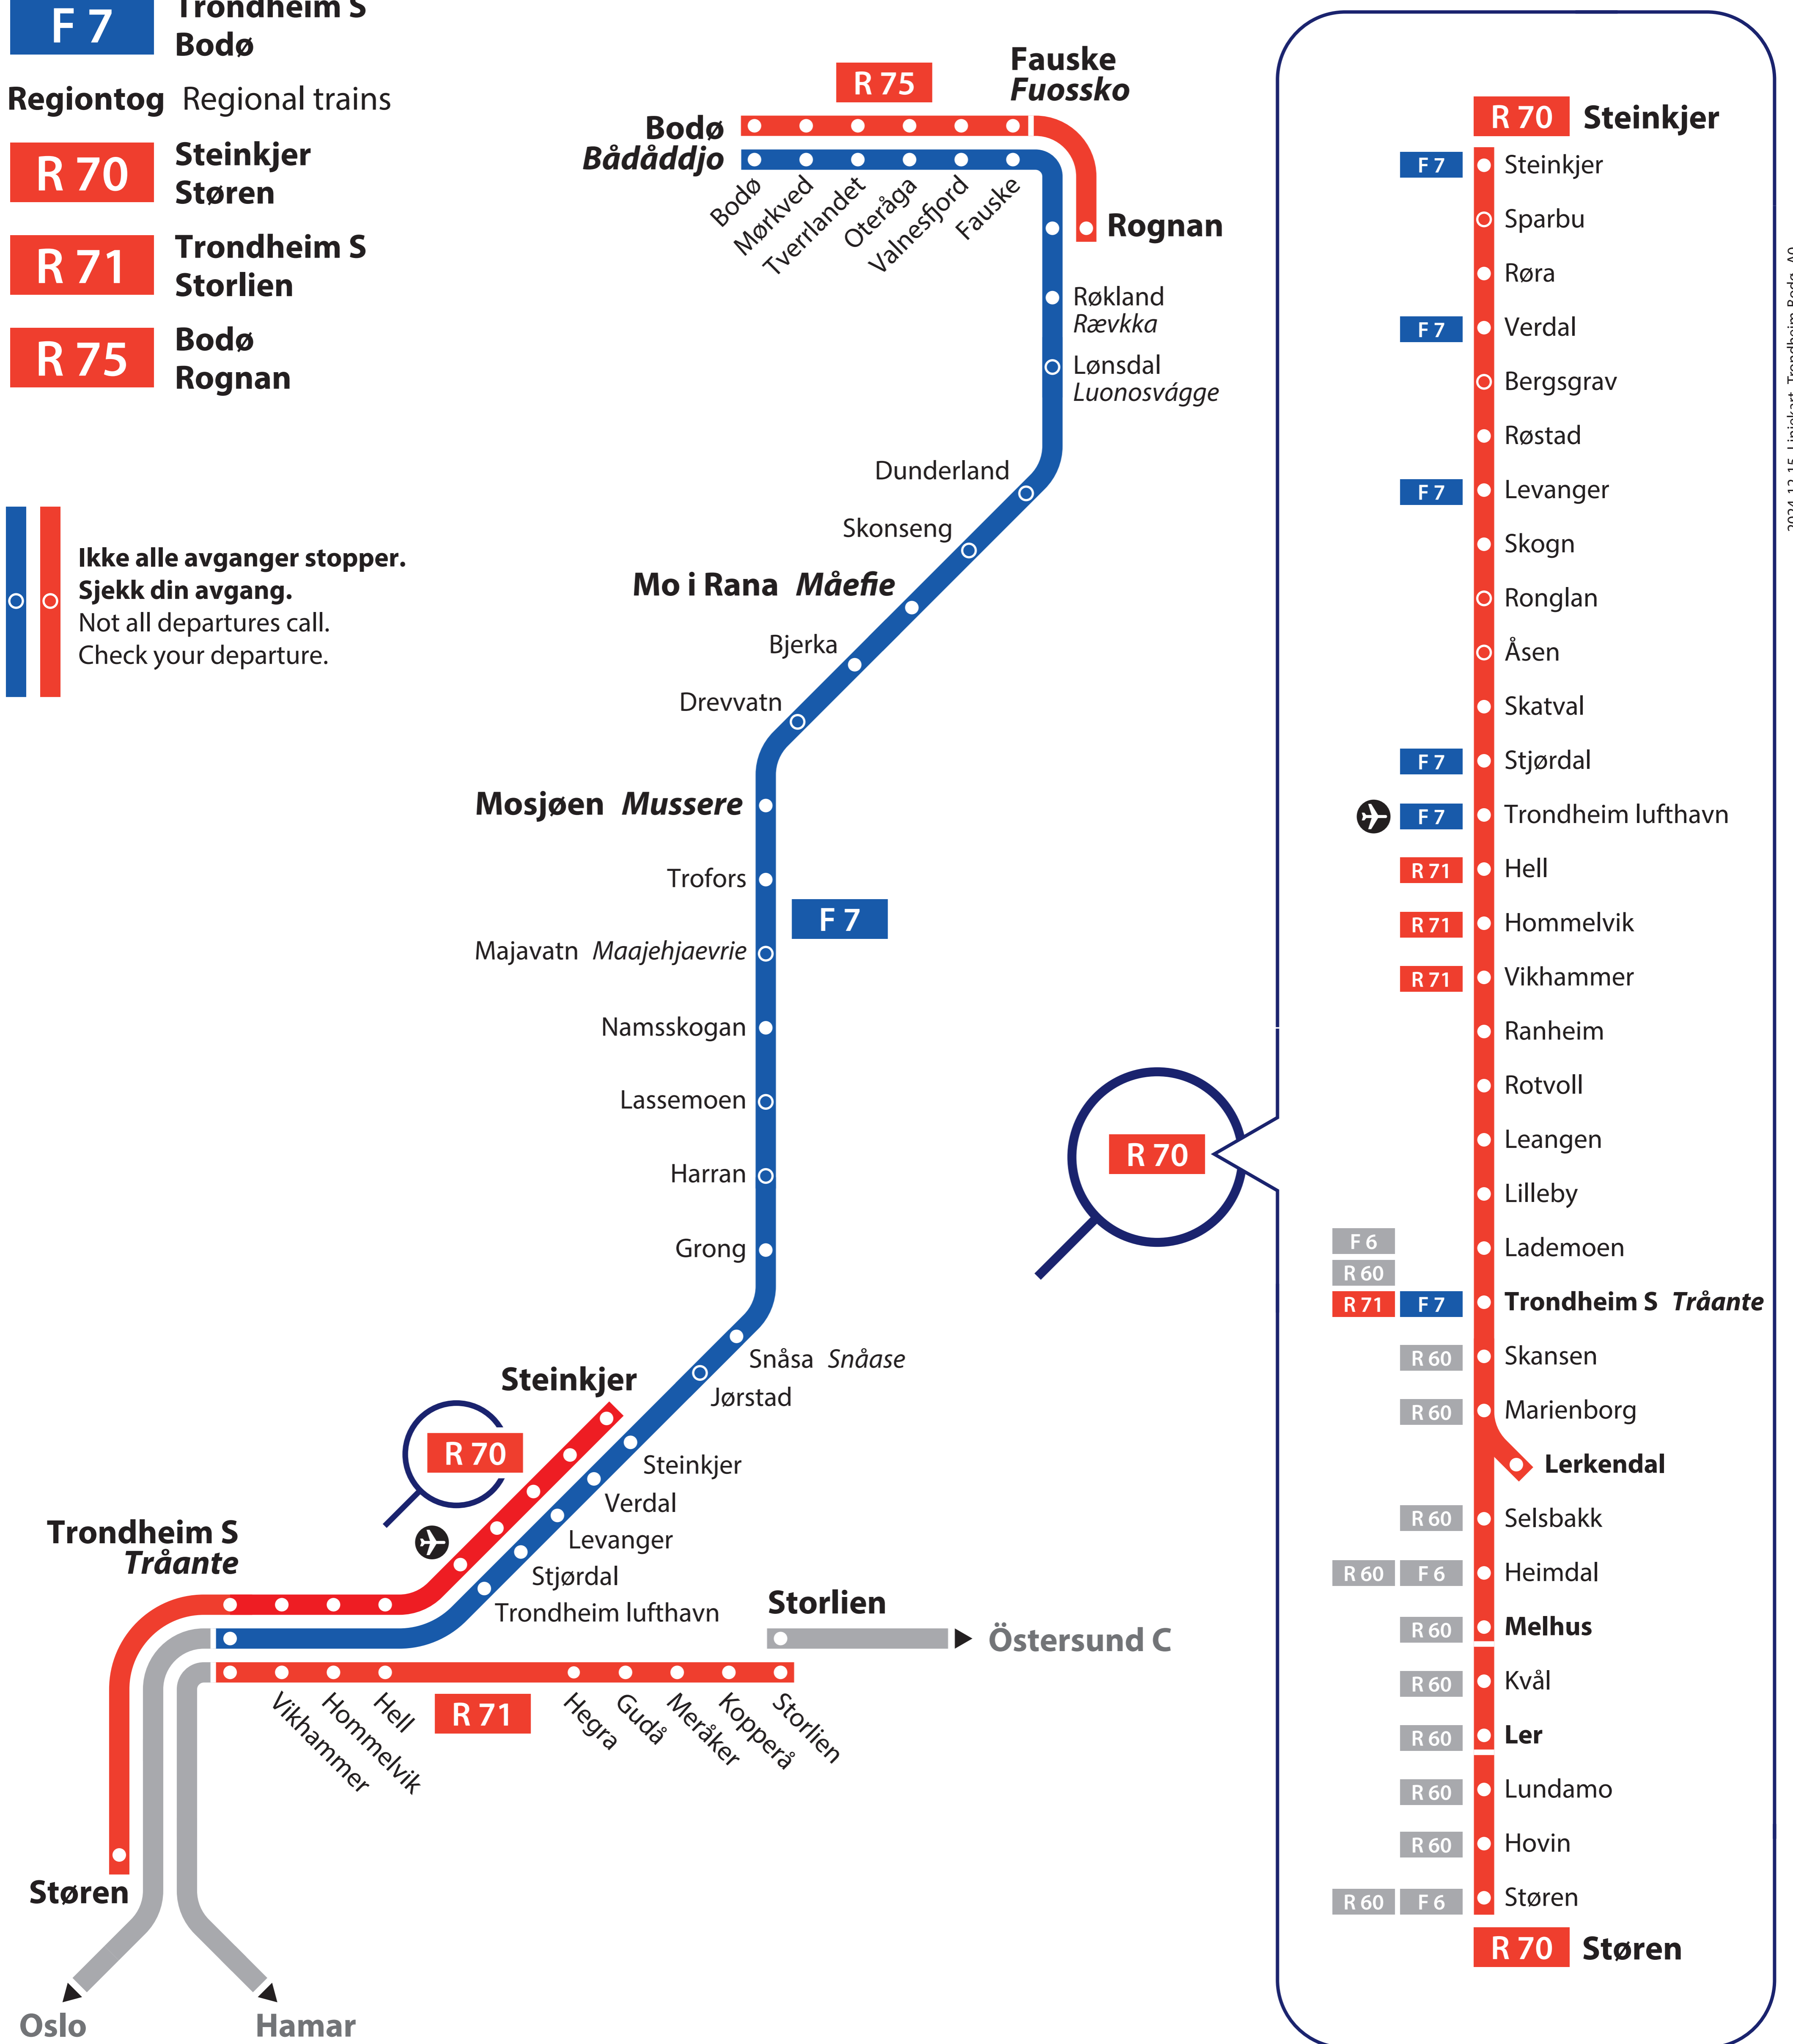 F 7
Trondheim S
Bodø
Regiontog Regional trains
R 70
Steinkjer
Støren
R 71
Trondheim S
Storlien
R 75
Bodø
Rognan
Ikke alle avganger stopper.
Sjekk din avgang.
Not all departures call.
Check your departure.
R 75
Fauske
Fuossko
Bodø
Bådåddjo
Bodø
Mørkved
Tverrlandet
Oteråga
Valnesfjord
Fauske
Rognan
Røkland
Rævkka
Lønsdal
Luonosvágge
Dunderland
Skonseng
Mo i Rana Måefie
Bjerka
Drevvatn
Mosjøen Mussere
Trofors
F 7
Majavatn Maajehjaevrie
Namsskogan
Lassemoen
Harran
Grong
Snåsa Snåase
Jørstad
Steinkjer
R 70
Steinkjer
Verdal
Levanger
Stjørdal
Trondheim lufthavn
Trondheim S
Tråante
Storlien
Östersund C
Vikhammer
Hommelvik
Hell
R 71
Hegra
Gudå
Meråker
Kopperå
Storlien
Støren
Oslo
Hamar
R 70
R 70 Steinkjer
F 7 Steinkjer
Sparbu
Røra
F 7 Verdal
Bergsgrav
Røstad
F 7 Levanger
Skogn
Ronglan
Åsen
Skatval
F 7 Stjørdal
F 7 Trondheim lufthavn
R 71 Hell
R 71 Hommelvik
R 71 Vikhammer
Ranheim
Rotvoll
Leangen
Lilleby
F 6 Lademoen
R 60
R 71 F 7 Trondheim S Tråante
R 60 Skansen
R 60 Marienborg
Lerkendal
R 60 Selsbakk
R 60 F 6 Heimdal
R 60 Melhus
R 60 Kvål
R 60 Ler
R 60 Lundamo
R 60 Hovin
R 60 F 6 Støren
R 70 Støren